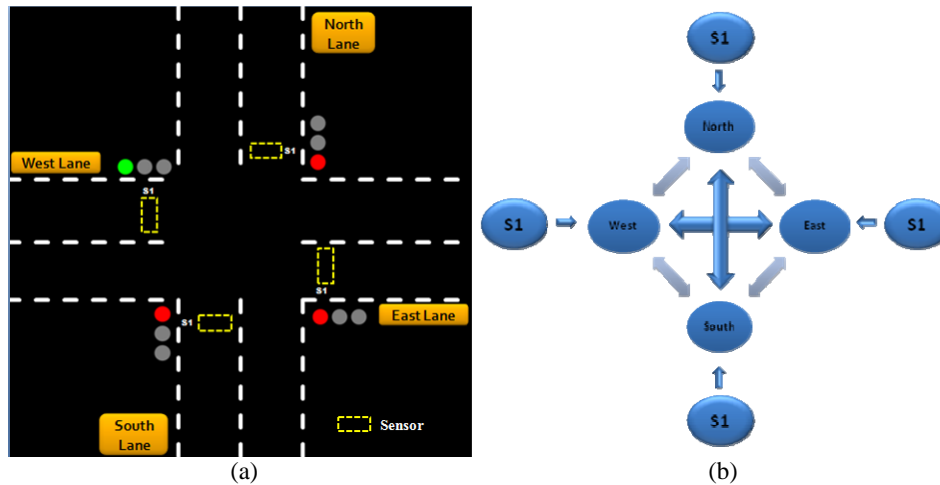 North
Lane
S1
West Lane
S1
S1
S1
East Lane
South
Lane
Sensor
(a)
S1
North
S1
West
East
S1
South
S1
(b)